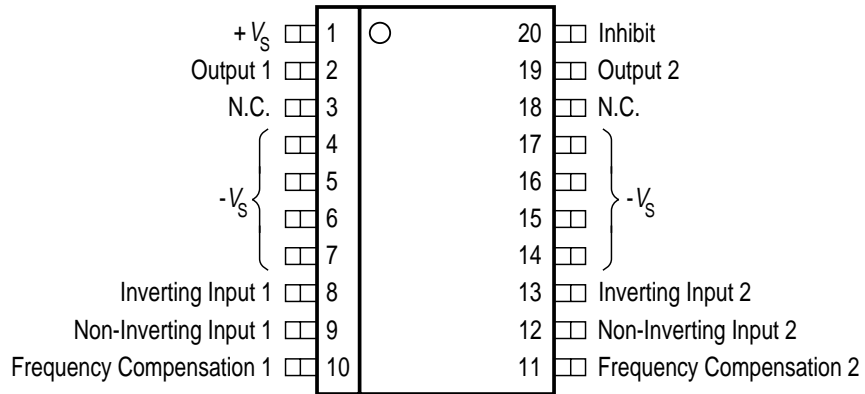 +VS 1 20 Inhibit
Output 1 2 19 Output 2
N.C. 3 18 N.C.
4 17
5 16
-VS -VS
6 15
7 14
Inverting Input 1 8 13 Inverting Input 2
Non-Inverting Input 1 9 12 Non-Inverting Input 2
Frequency Compensation 1 10 11 Frequency Compensation 2